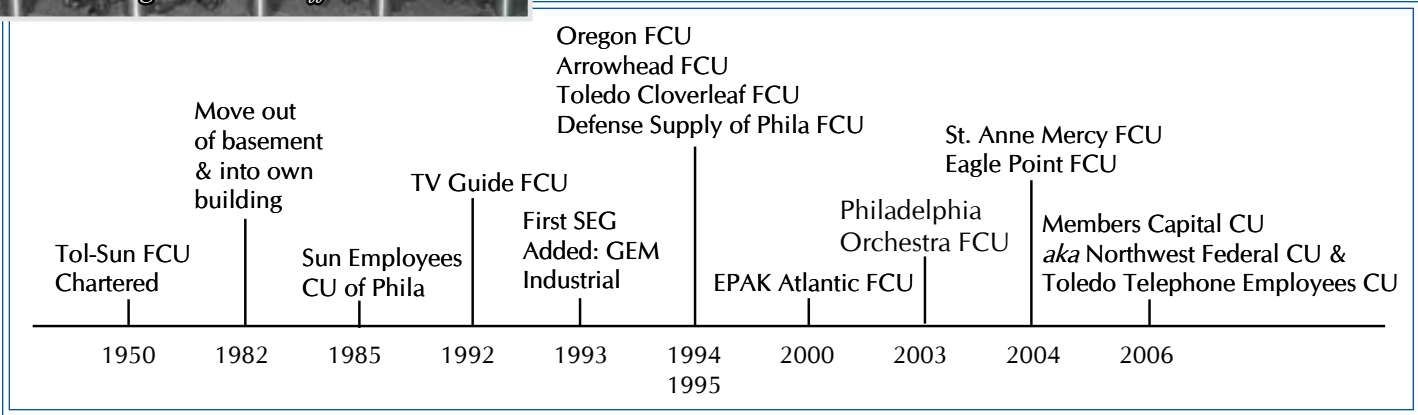 Oregon FCU
Arrowhead FCU
Toledo Cloverleaf FCU
Defense Supply of Phila FCU
Move out
of basement
& into own
building
St. Anne Mercy FCU
Eagle Point FCU
TV Guide FCU
Philadelphia
Orchestra FCU
First SEG
Added: GEM
Industrial
Members Capital CU
aka Northwest Federal CU &
Toledo Telephone Employees CU
Tol-Sun FCU
Chartered
Sun Employees
CU of Phila
EPAK Atlantic FCU
1950 1982 1985 1992 1993 1994 2000 2003 2004 2006
1995